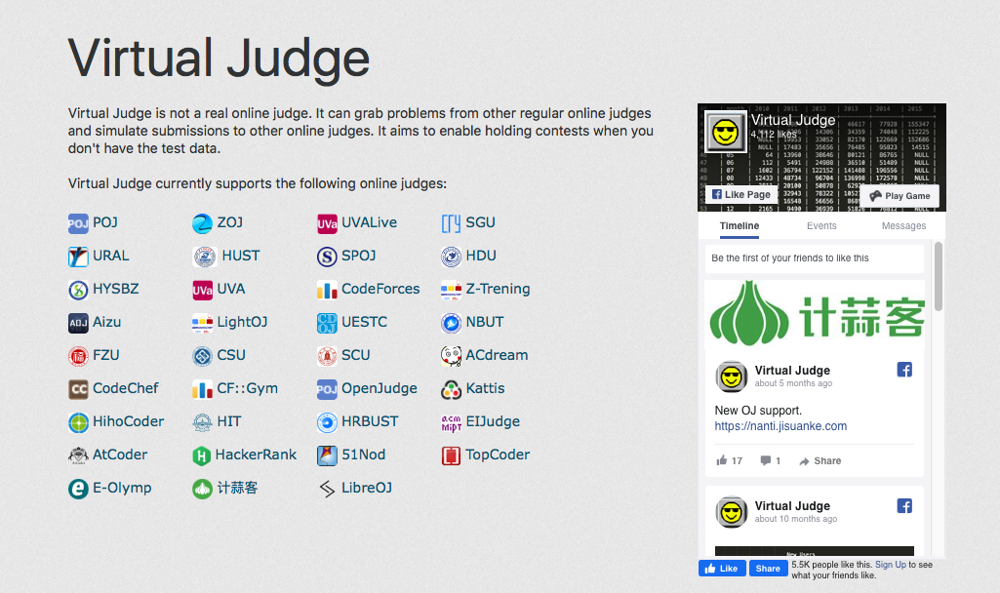 Virtual Judge
Virtual Judge is not a real online judge. It can grab problems from other regular online judges
and simulate submissions to other online judges. It aims to enable holding contests when you
don't have the test data.
Virtual Judge currently supports the following online judges:
POJ ZOJ UVALive SGU
URAL HUST SPOJ HDU
HYSBZ UVA CodeForces Z-Trening
Aizu LightOJ UESTC NBUT
FZU CSU SCU ACdream
CodeChef CF::Gym OpenJudge Kattis
HihoCoder HIT HRBUST EIJudge
AtCoder HackerRank 51Nod TopCoder
E-Olymp 计蒜客 LibreOJ
Virtual Judge
4,112 likes
Like Page
Play Game
Timeline Events Messages
Be the first of your friends to like this
计蒜客
Virtual Judge
about 5 months ago
New OJ support.
https://nanti.jisuanke.com
17 1 Share
Virtual Judge
about 10 months ago
New Users
Like Share 5.5K people like this. Sign Up to see
what your friends like.